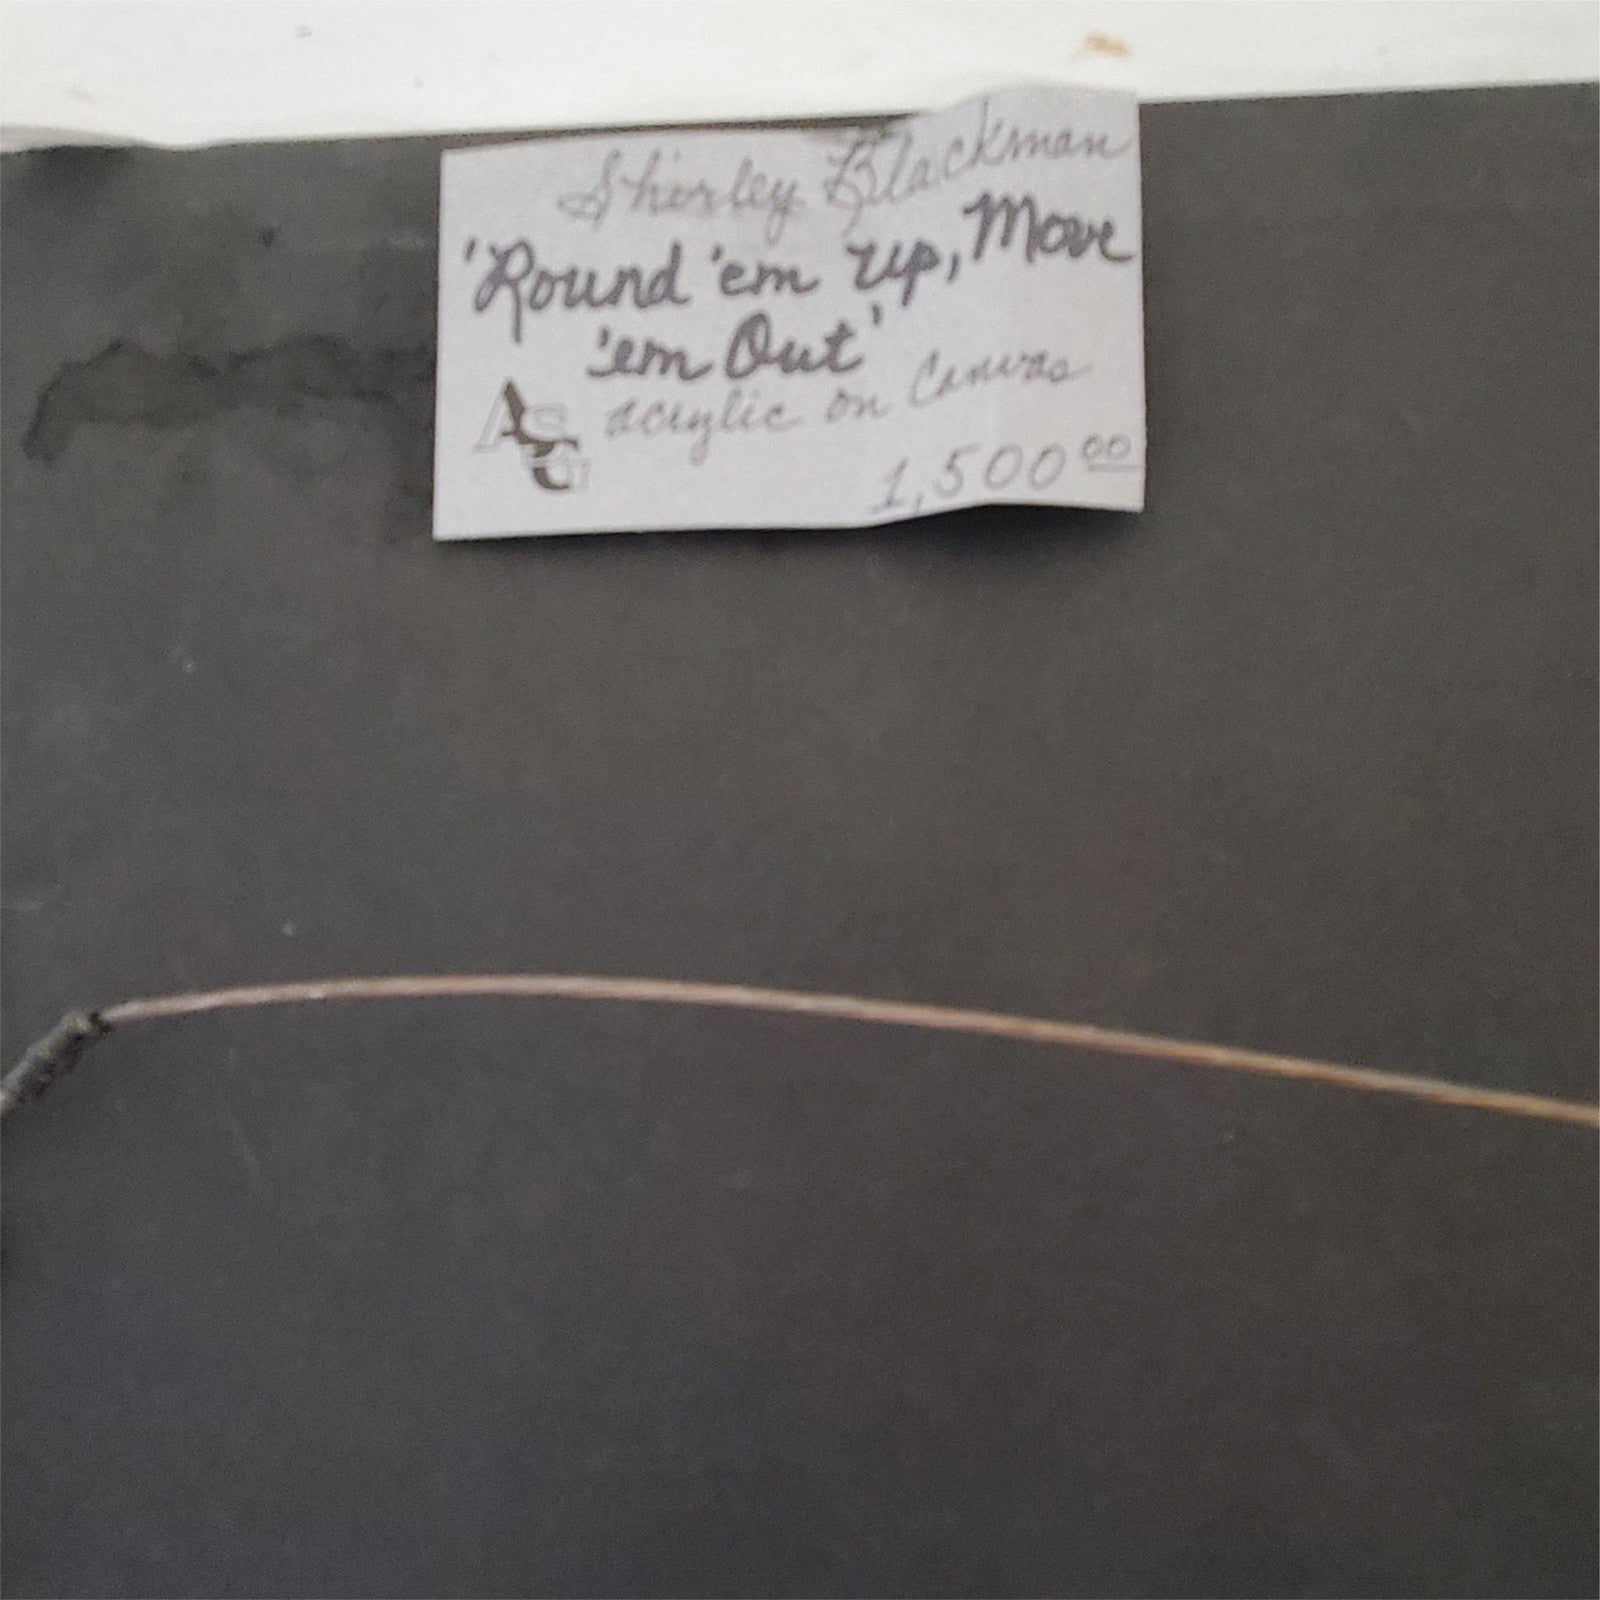 Shirley Blackman
'Round 'em up, Move
'em Out'
ASG acrylic on Canvas
1,500 00